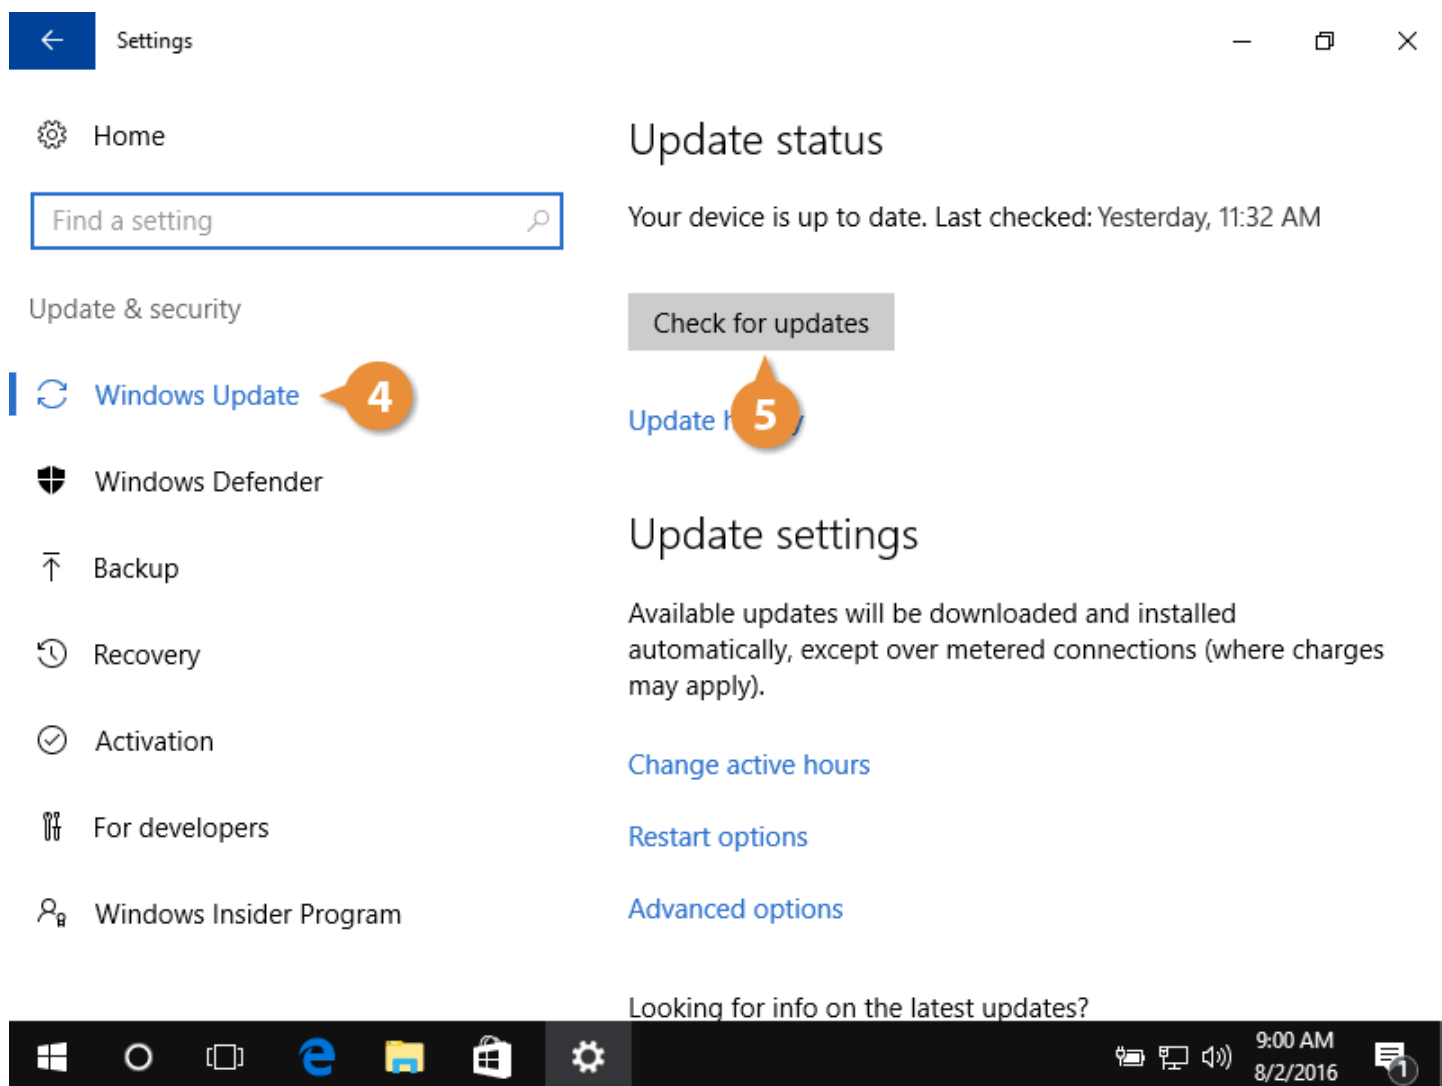 Settings
Home
Find a setting
Update & security
Windows Update
4
Windows Defender
Backup
Recovery
Activation
For developers
Windows Insider Program
Update status
Your device is up to date. Last checked: Yesterday, 11:32 AM
Check for updates
5
Update
Update settings
Available updates will be downloaded and installed
automatically, except over metered connections (where charges
may apply).
Change active hours
Restart options
Advanced options
Looking for info on the latest updates?
9:00 AM
8/2/2016
1